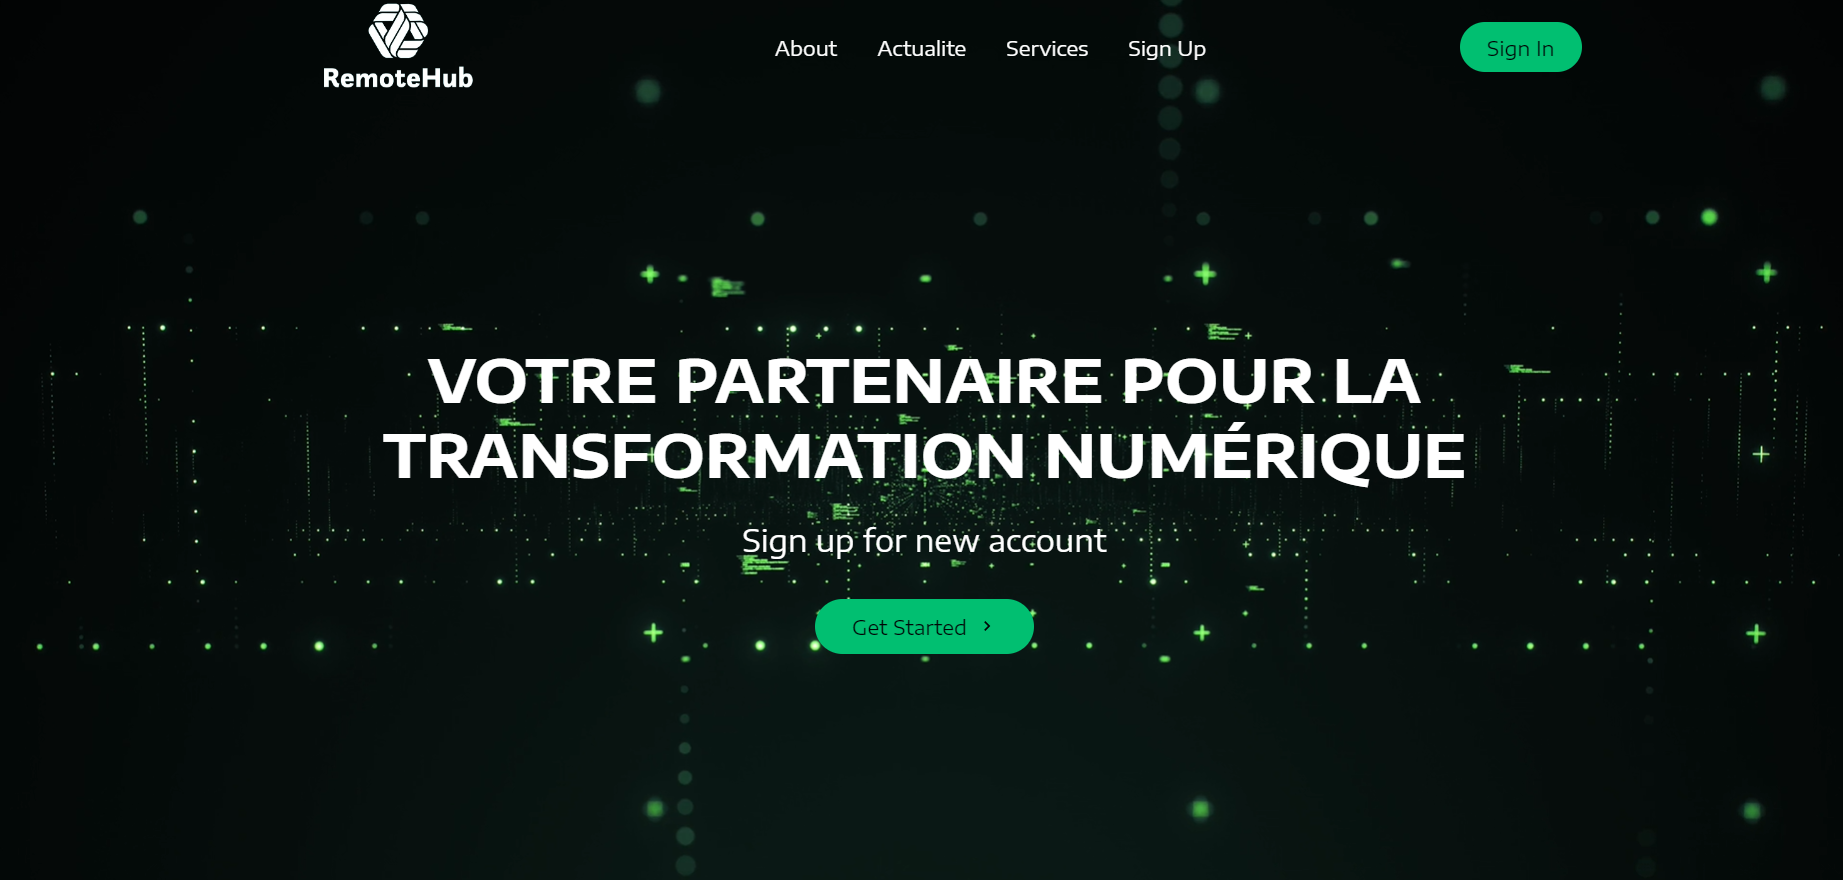 RemoteHub
About
Actualite
Services
Sign Up
Sign In
VOTRE PARTENAIRE POUR LA
TRANSFORMATION NUMÉRIQUE
Sign up for new account
Get Started